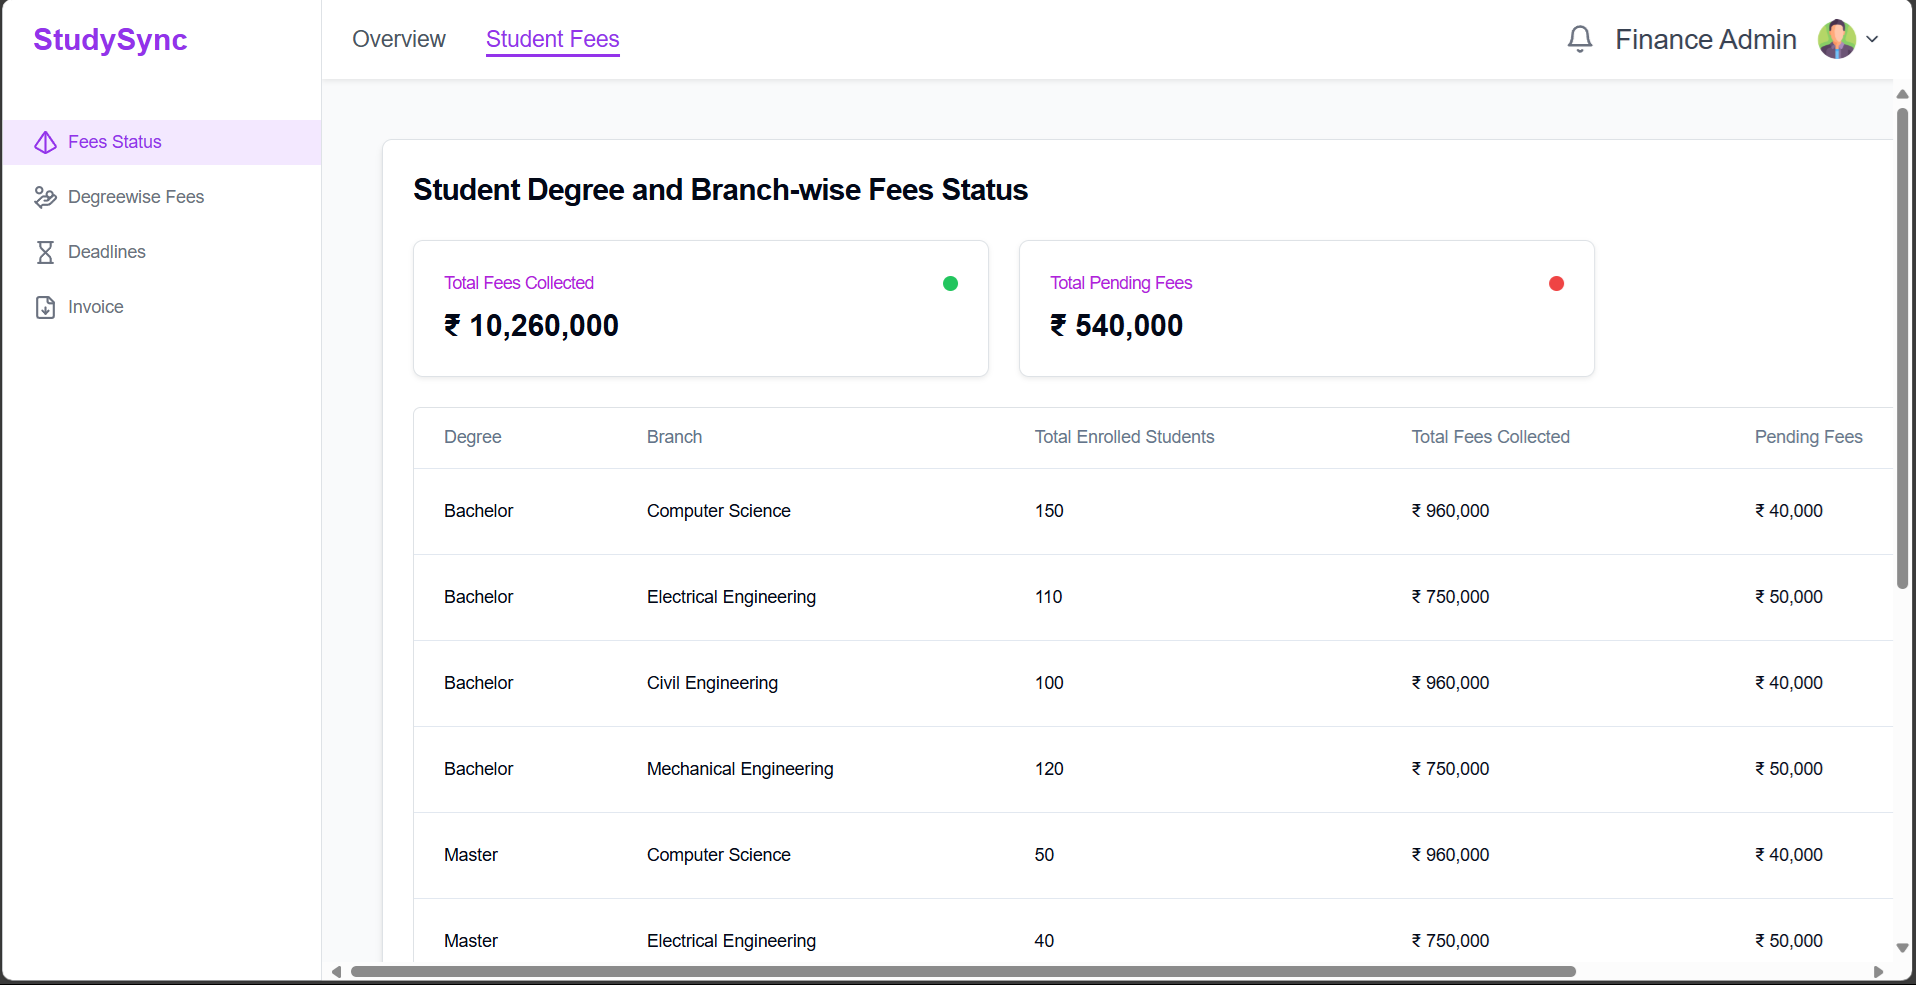 StudySync
Overview Student Fees Finance Admin
Fees Status
Degreewise Fees
Deadlines
Invoice
Student Degree and Branch-wise Fees Status
Total Fees Collected
₹ 10,260,000
Total Pending Fees
₹ 540,000
Degree Branch Total Enrolled Students Total Fees Collected Pending Fees
Bachelor Computer Science 150 ₹ 960,000 ₹ 40,000
Bachelor Electrical Engineering 110 ₹ 750,000 ₹ 50,000
Bachelor Civil Engineering 100 ₹ 960,000 ₹ 40,000
Bachelor Mechanical Engineering 120 ₹ 750,000 ₹ 50,000
Master Computer Science 50 ₹ 960,000 ₹ 40,000
Master Electrical Engineering 40 ₹ 750,000 ₹ 50,000